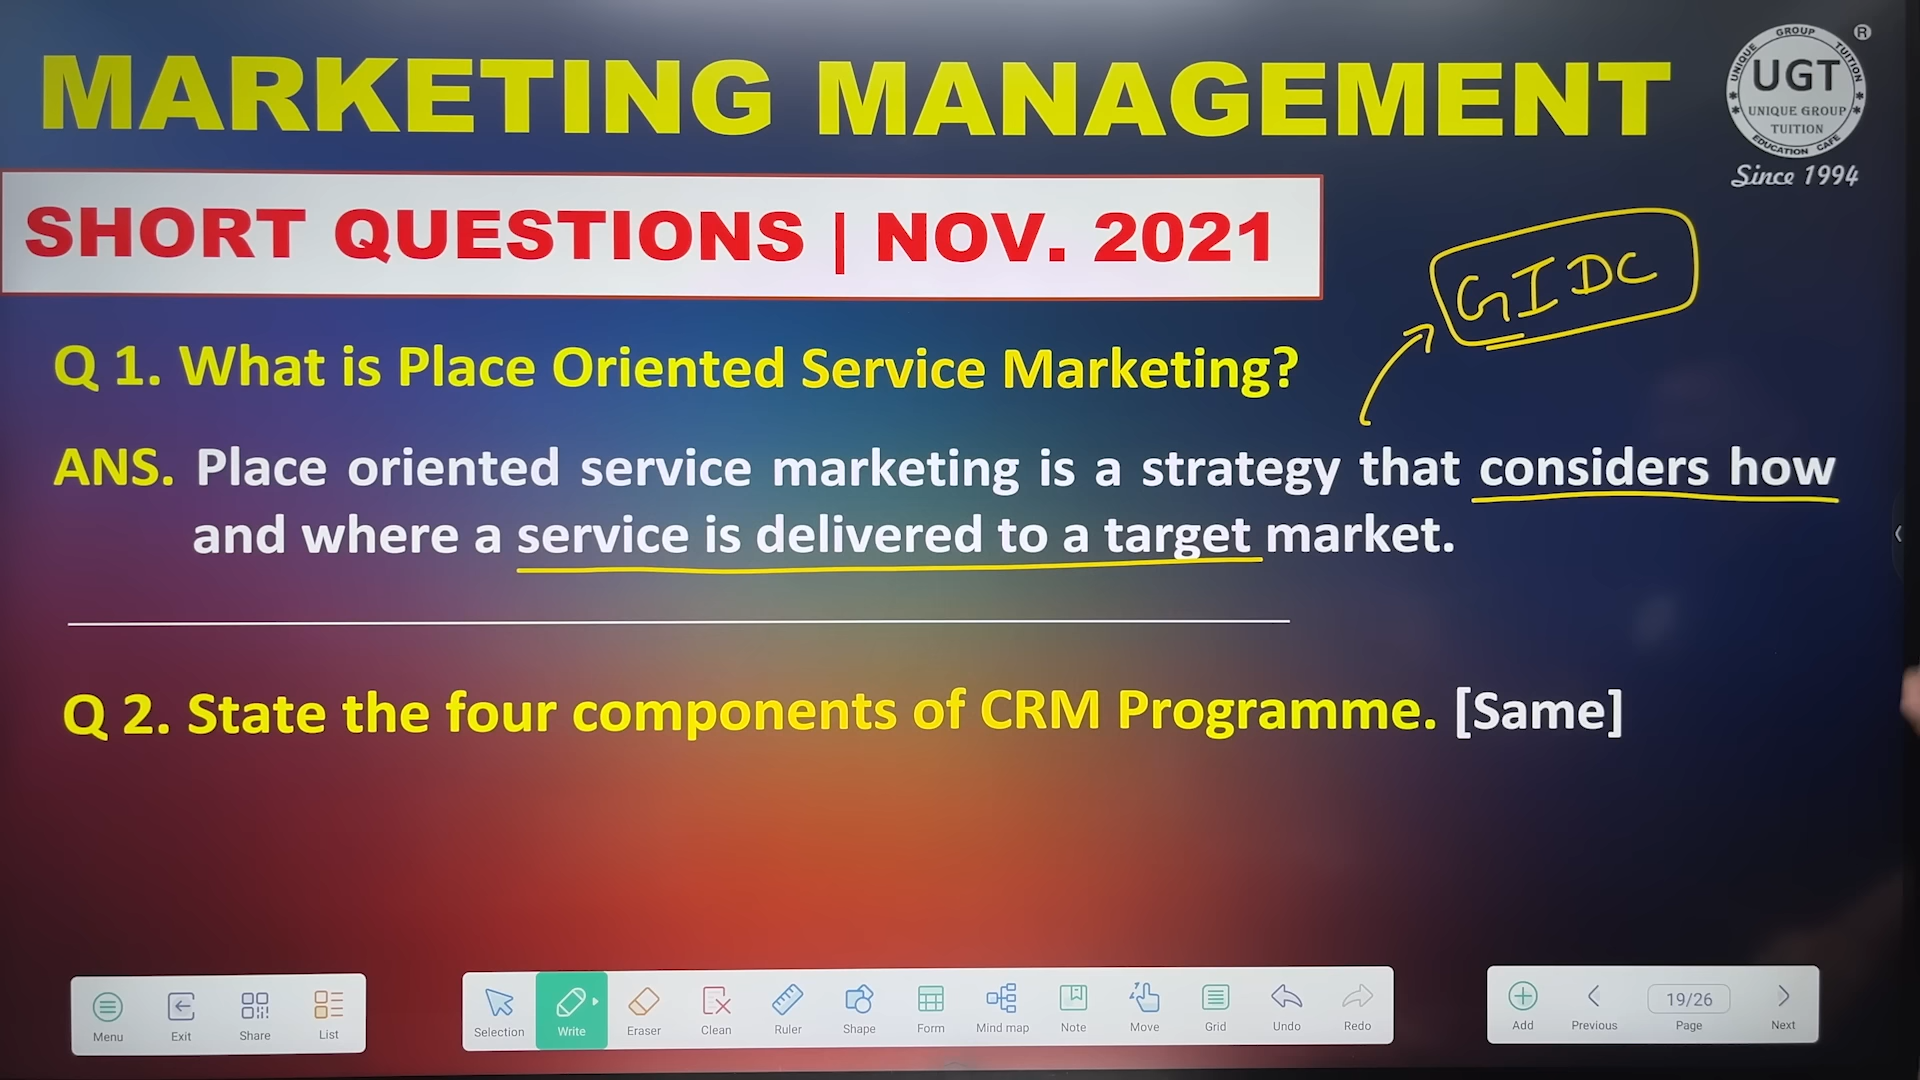 MARKETING MANAGEMENT
UNIQUE GROUP TUITION
UGT
UNIQUE GROUP
TUITION
EDUCATION CAFE
®
Since 1994
SHORT QUESTIONS | NOV. 2021
GIDC
Q 1. What is Place Oriented Service Marketing?
ANS. Place oriented service marketing is a strategy that considers how
and where a service is delivered to a target market.
Q 2. State the four components of CRM Programme. [Same]
Menu Exit Share List
Selection Write Eraser Clean Ruler Shape Form Mind map Note Move Grid Undo Redo
19/26
Add Previous Page Next